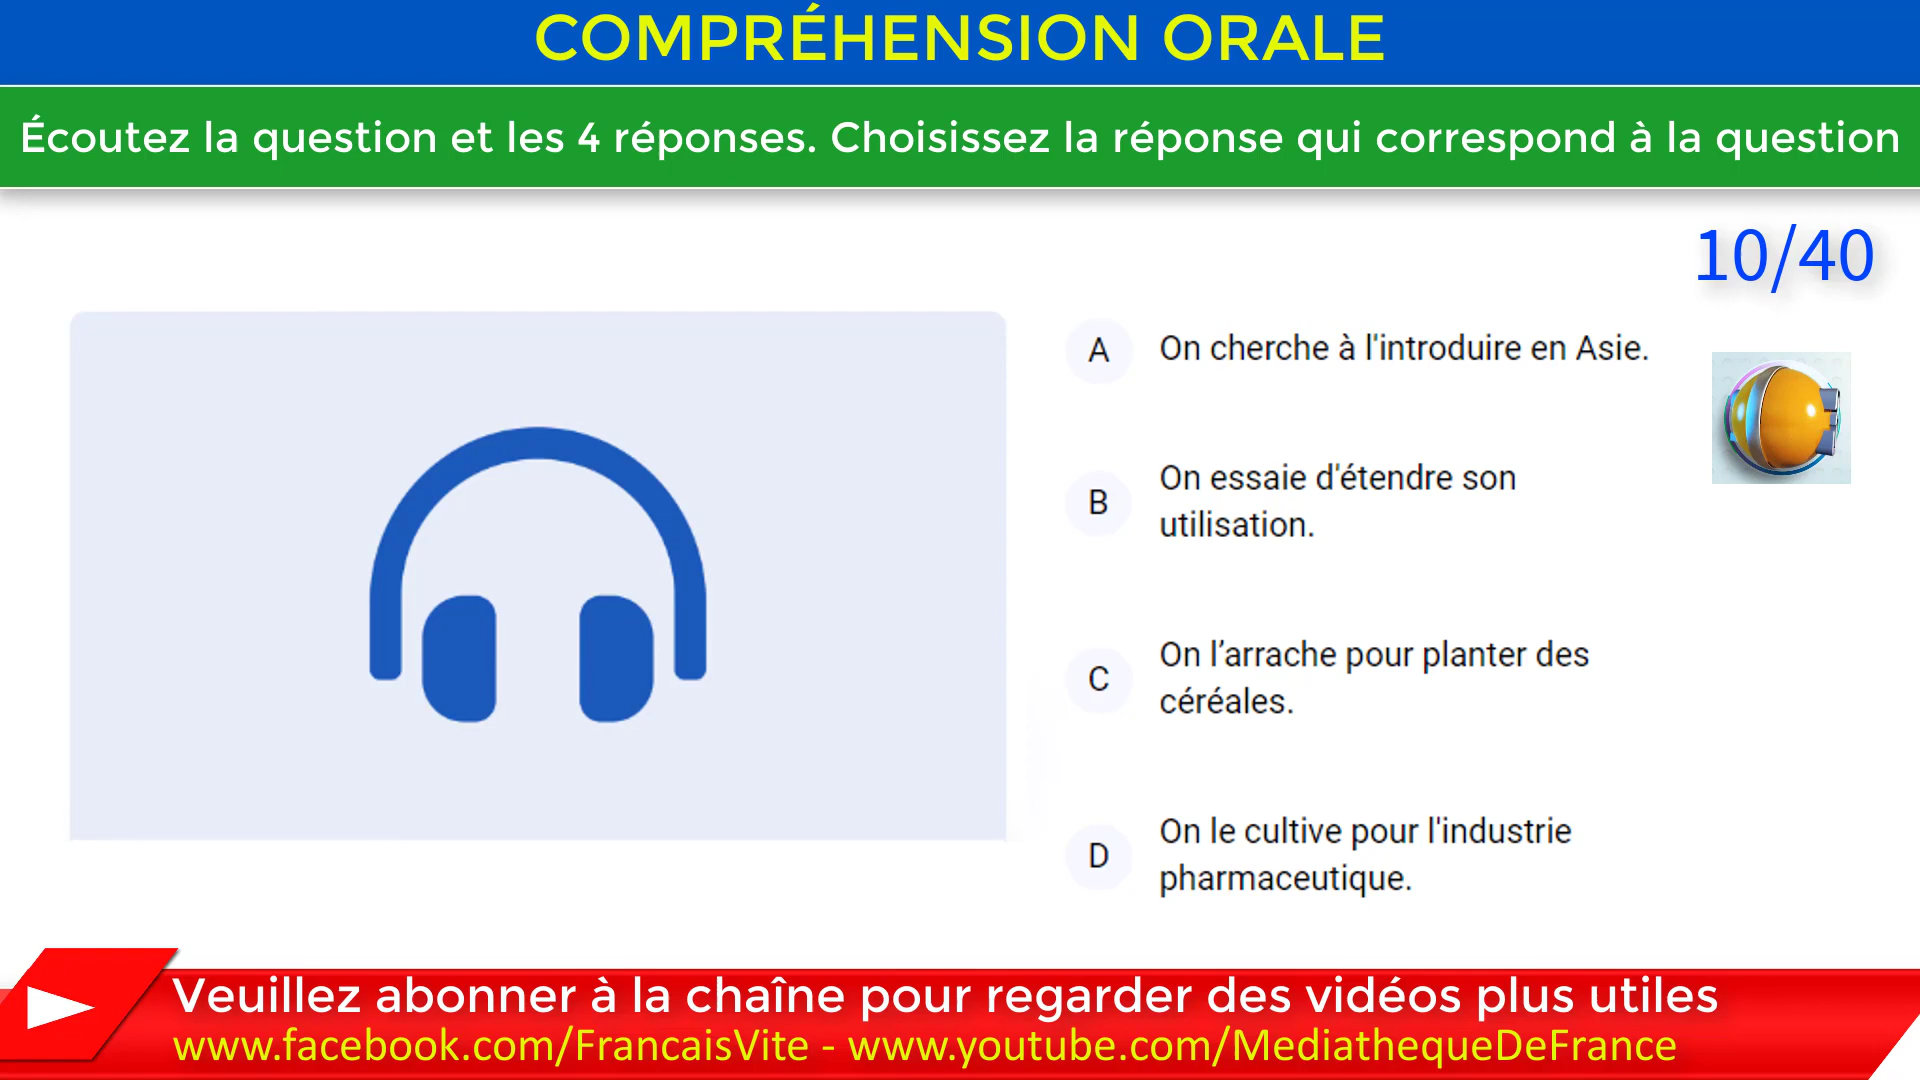 COMPRÉHENSION ORALE
Écoutez la question et les 4 réponses. Choisissez la réponse qui correspond à la question
10/40
A On cherche à l'introduire en Asie.
B On essaie d'étendre son
utilisation.
C On l’arrache pour planter des
céréales.
D On le cultive pour l'industrie
pharmaceutique.
Veuillez abonner à la chaîne pour regarder des vidéos plus utiles
www.facebook.com/FrancaisVite - www.youtube.com/MediathequeDeFrance